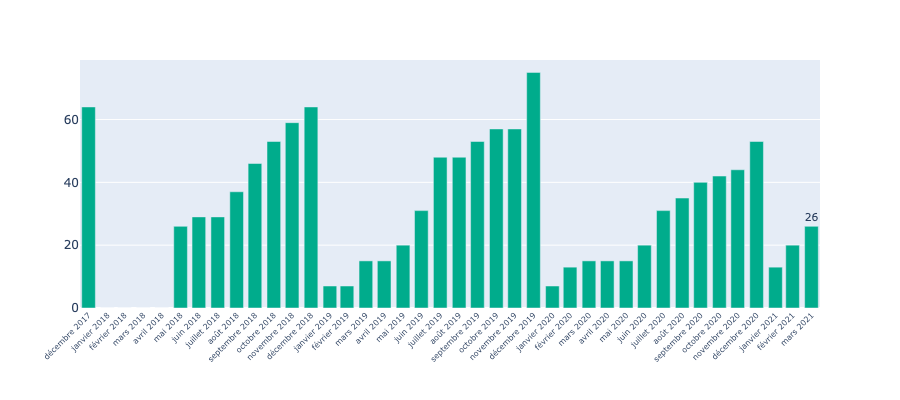 60
40
20
0
26
décembre 2017
janvier 2018
février 2018
mars 2018
avril 2018
mai 2018
juin 2018
juillet 2018
août 2018
septembre 2018
octobre 2018
novembre 2018
décembre 2018
janvier 2019
février 2019
mars 2019
avril 2019
mai 2019
juin 2019
juillet 2019
août 2019
septembre 2019
octobre 2019
novembre 2019
décembre 2019
janvier 2020
février 2020
mars 2020
avril 2020
mai 2020
juin 2020
juillet 2020
août 2020
septembre 2020
octobre 2020
novembre 2020
décembre 2020
janvier 2021
février 2021
mars 2021